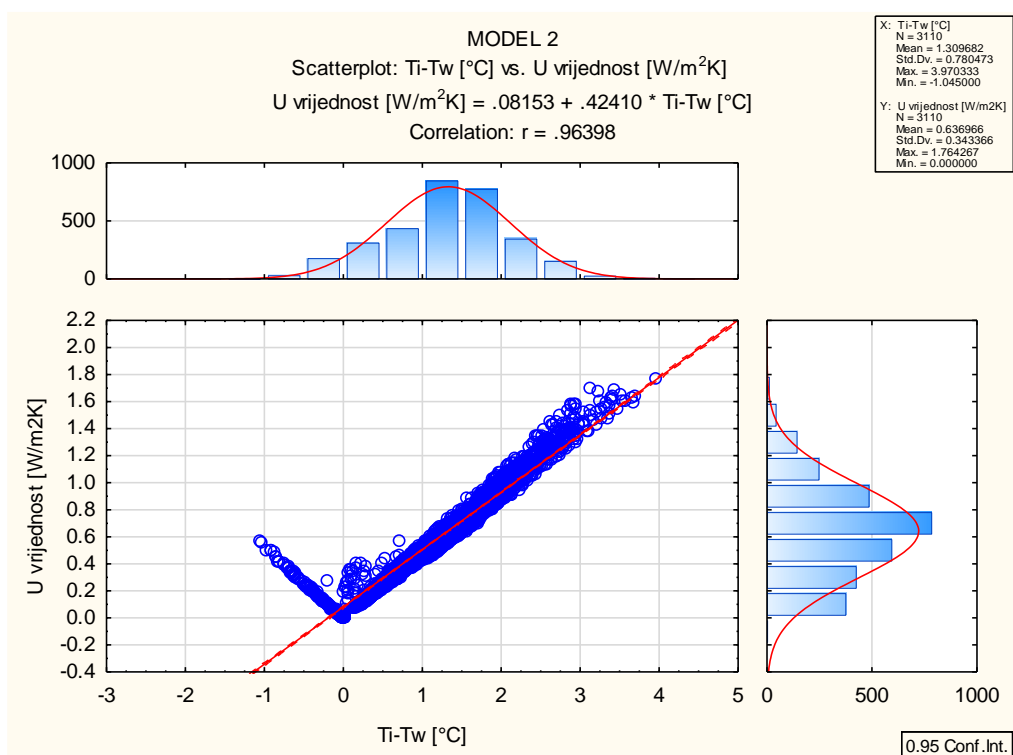 MODEL 2
Scatterplot: Ti-Tw [°C] vs. U vrijednost [W/m²K]
U vrijednost [W/m²K] = .08153 + .42410 * Ti-Tw [°C]
Correlation: r = .96398
X: Ti-Tw [°C]
N = 3110
Mean = 1.309682
Std.Dv. = 0.780473
Max. = 3.970333
Min. = -1.045000
Y: U vrijednost [W/m2K]
N = 3110
Mean = 0.636966
Std.Dv. = 0.343366
Max. = 1.764267
Min. = 0.000000
1000
500
0
2.2
2.0
1.8
1.6
1.4
1.2
1.0
0.8
0.6
0.4
0.2
0.0
-0.2
-0.4
U vrijednost [W/m2K]
-3 -2 -1 0 1 2 3 4 5
Ti-Tw [°C]
0 500 1000
0.95 Conf.Int.